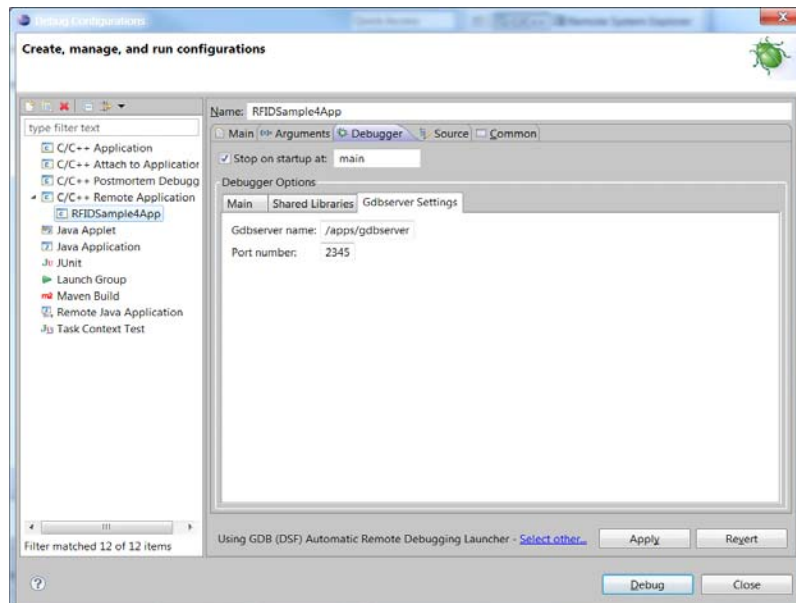 Debug Configurations
Create, manage, and run configurations
type filter text
C/C++ Application
C/C++ Attach to Application
C/C++ Postmortem Debugg
C/C++ Remote Application
RFIDSample4App
Java Applet
Java Application
JUnit
Launch Group
Maven Build
Remote Java Application
Task Context Test
Filter matched 12 of 12 items
Name: RFIDSample4App
Main Arguments Debugger Source Common
Stop on startup at: main
Debugger Options
Main Shared Libraries Gdbserver Settings
Gdbserver name: /apps/gdbserver
Port number: 2345
Using GDB (DSF) Automatic Remote Debugging Launcher - Select other...
Apply Revert
Debug Close